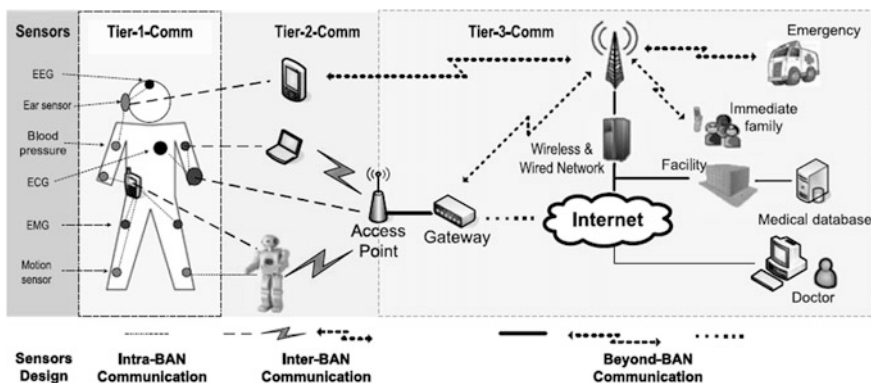 Sensors
Tier-1-Comm
Tier-2-Comm
Tier-3-Comm
EEG
Ear sensor
Blood
pressure
ECG
EMG
Motion
sensor
Access
Point
Gateway
Wireless &
Wired Network
Internet
Emergency
Immediate
family
Facility
Medical database
Doctor
Sensors
Design
Intra-BAN
Communication
Inter-BAN
Communication
Beyond-BAN
Communication